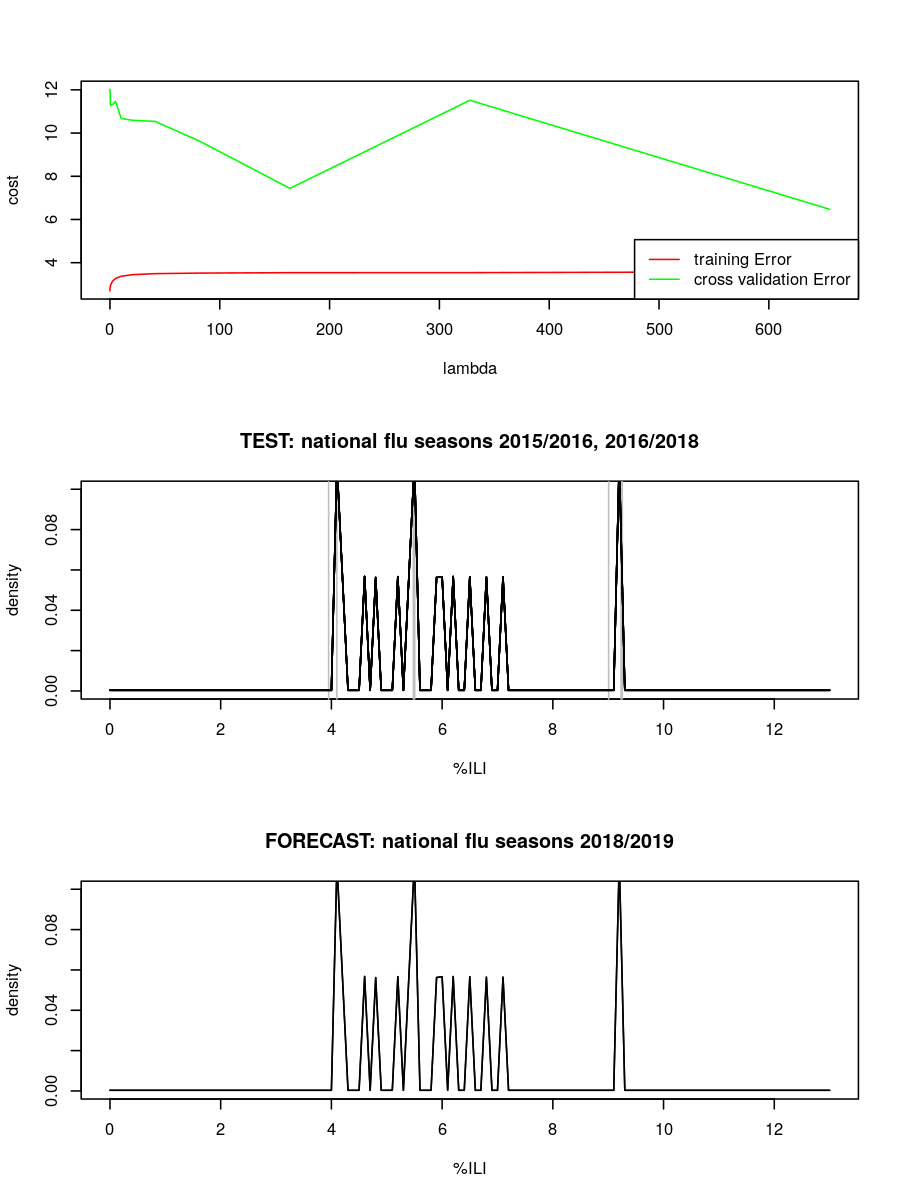 12
10
8
6
4
cost
training Error
cross validation Error
0 100 200 300 400 500 600
lambda
TEST: national flu seasons 2015/2016, 2016/2018
0.08
0.04
0.00
density
0 2 4 6 8 10 12
%ILI
FORECAST: national flu seasons 2018/2019
0.08
0.04
0.00
density
0 2 4 6 8 10 12
%ILI